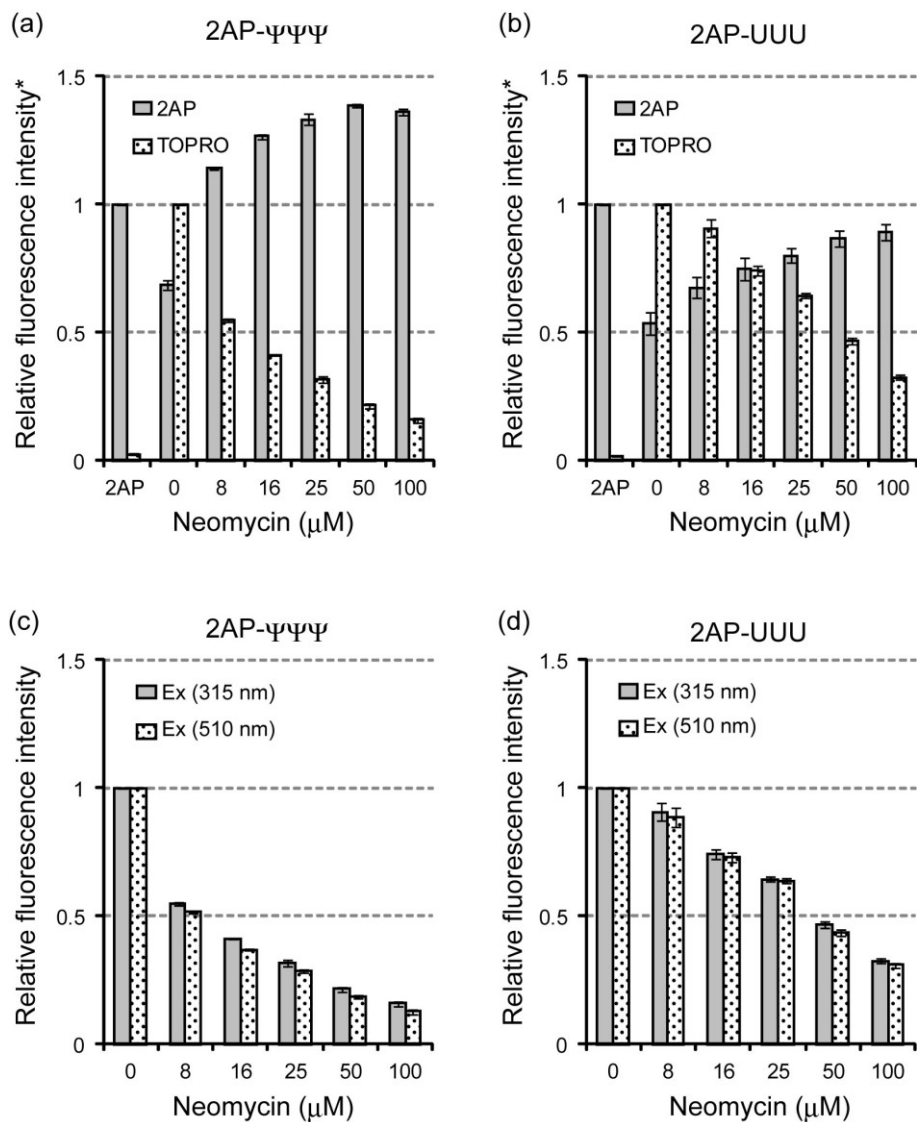 (a)
2AP-ΨΨΨ
Relative fluorescence intensity*
1.5
1
0.5
0
2AP
TOPRO
2AP 0 8 16 25 50 100
Neomycin (μM)
(b)
2AP-UUU
Relative fluorescence intensity*
1.5
1
0.5
0
2AP
TOPRO
2AP 0 8 16 25 50 100
Neomycin (μM)
(c)
2AP-ΨΨΨ
Relative fluorescence intensity
1.5
1
0.5
0
Ex (315 nm)
Ex (510 nm)
0 8 16 25 50 100
Neomycin (μM)
(d)
2AP-UUU
Relative fluorescence intensity
1.5
1
0.5
0
Ex (315 nm)
Ex (510 nm)
0 8 16 25 50 100
Neomycin (μM)